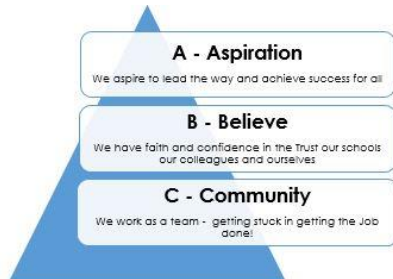 A - Aspiration
We aspire to lead the way and achieve success for all
B - Believe
We have faith and confidence in the Trust our schools
our colleagues and ourselves
C - Community
We work as a team - getting stuck in getting the Job
done!